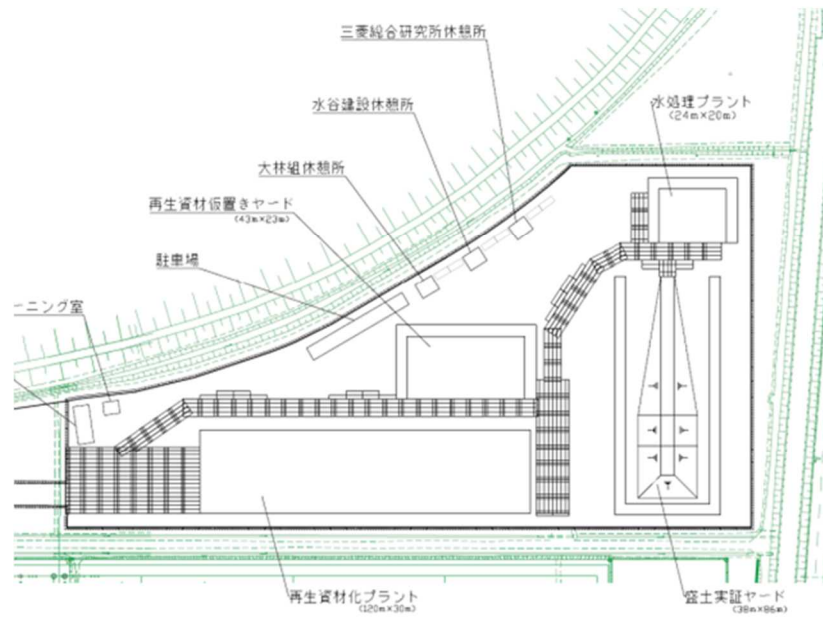 三菱総合研究所休憩所
水谷建設休憩所
水処理プラント
(24m×20m)
大林組休憩所
再生資材仮置きヤード
(43m×23m)
駐車場
ーニング室
再生資材化プラント
(120m×30m)
盛土実証ヤード
(38m×86m)